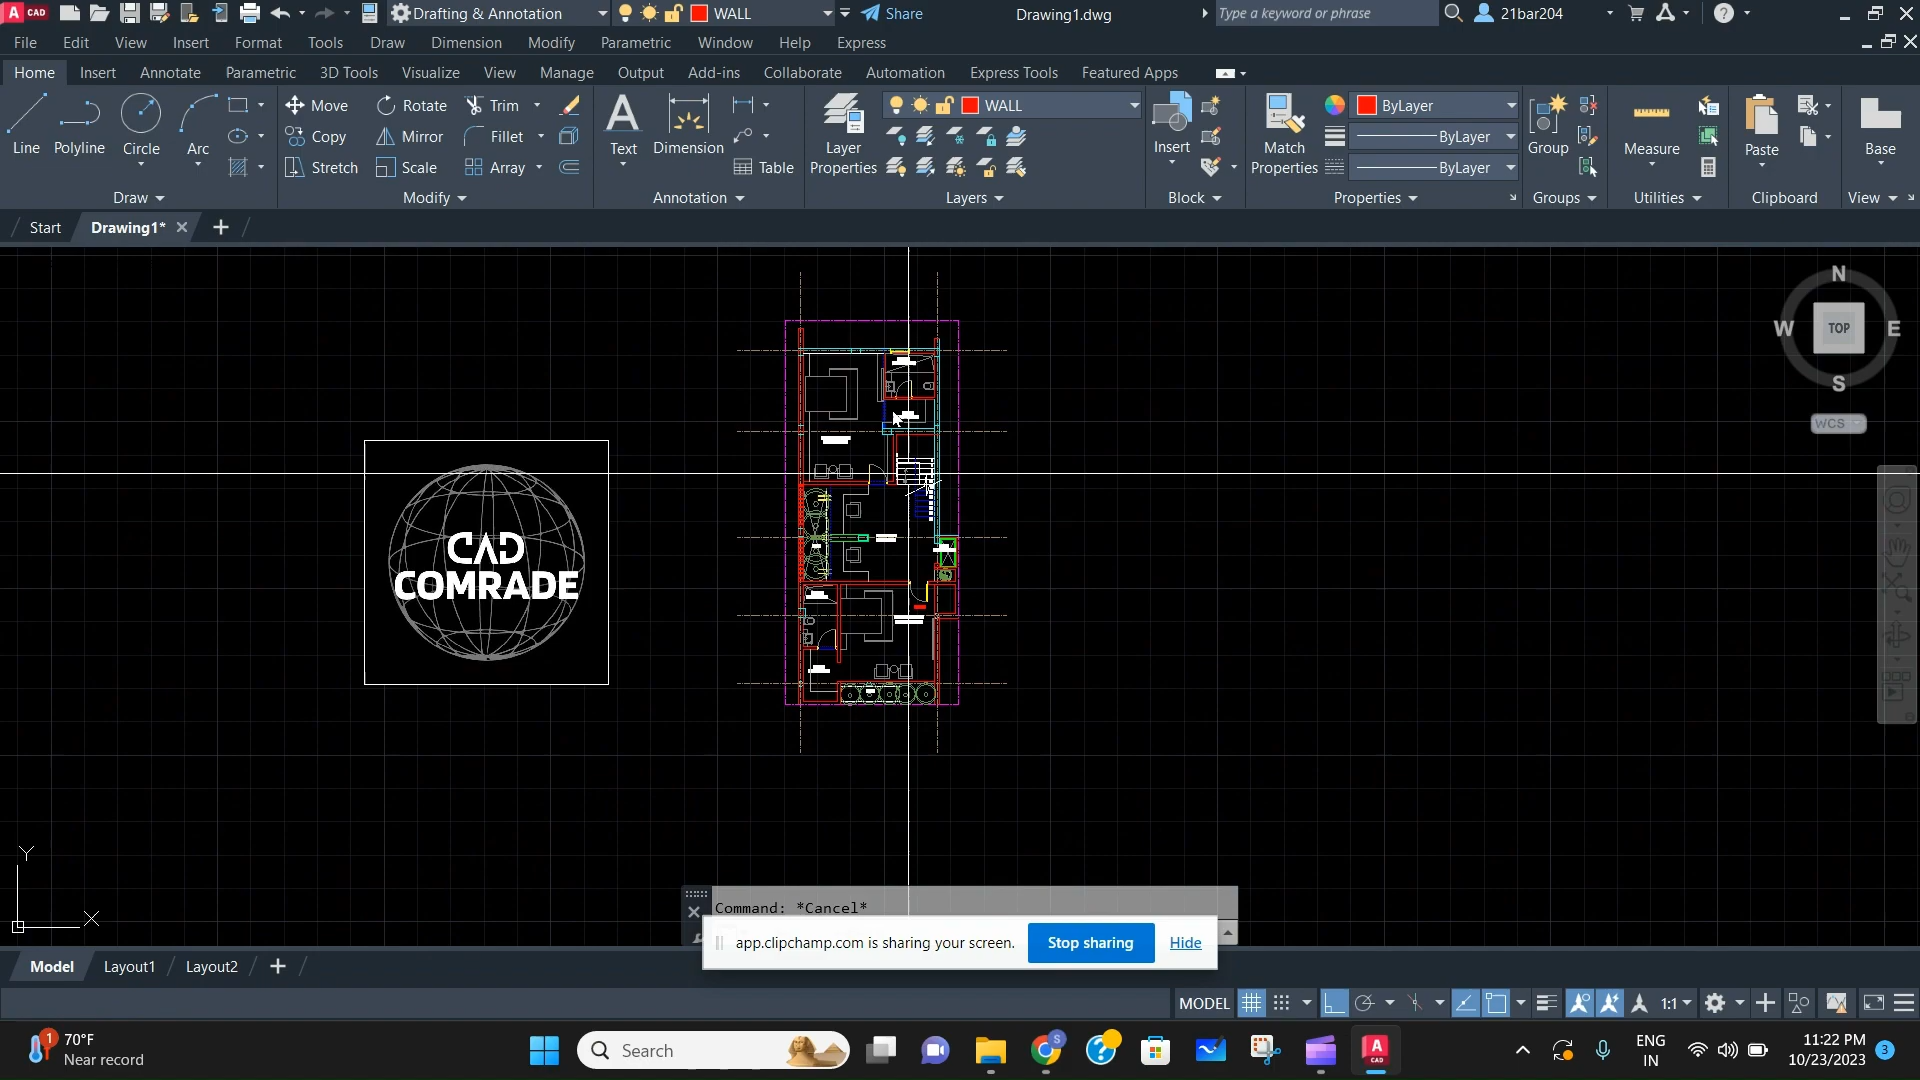 A CAD
Drafting & Annotation
WALL
Share
Drawing1.dwg
Type a keyword or phrase
21bar204
File Edit View Insert Format Tools Draw Dimension Modify Parametric Window Help Express
Home Insert Annotate Parametric 3D Tools Visualize View Manage Output Add-ins Collaborate Automation Express Tools Featured Apps
Line
Polyline
Circle
Arc
Draw
Move
Rotate
Trim
Copy
Mirror
Fillet
Stretch
Scale
Array
Modify
Text
Dimension
Table
Annotation
Layer
Properties
WALL
Layers
Insert
Block
Match
Properties
ByLayer
ByLayer
ByLayer
Properties
Group
Groups
Measure
Utilities
Paste
Clipboard
Base
View
Start
Drawing1*
N
W
TOP
E
S
WCS
CAD
COMRADE
Y
X
Command: *Cancel*
app.clipchamp.com is sharing your screen.
Stop sharing
Hide
Model
Layout1
Layout2
MODEL
1:1
1
70°F
Near record
Search
S
A
CAD
ENG
IN
11:22 PM
10/23/2023
3